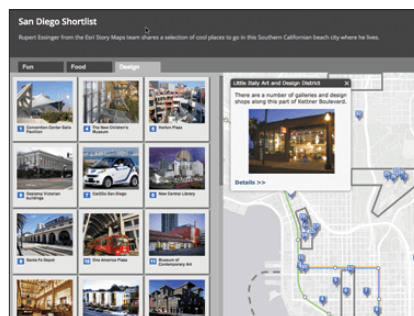 San Diego Shortlist
Rupert Essinger from the Esri Story Maps team shares a selection of cool places to go in this Southern Californian beach city where he lives.
Fun
Food
Design
Convention Center Sails
Pavilion
The New Children's
Museum
Horton Plaza
Gaslamp Victorian
buildings
Car2Go San Diego
New Central Library
Santa Fe Depot
One America Plaza
Museum of
Contemporary Art
Little Italy Art and Design District
There are a number of galleries and design
shops along this part of Kettner Boulevard.
Details >>